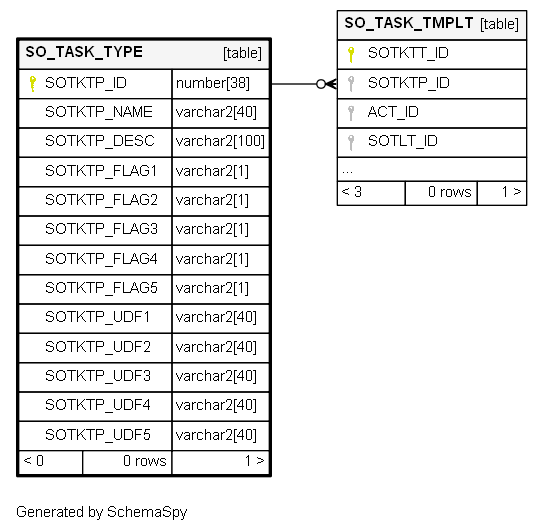 SO_TASK_TYPE [table]
SOTKTP_ID number[38]
SOTKTP_NAME varchar2[40]
SOTKTP_DESC varchar2[100]
SOTKTP_FLAG1 varchar2[1]
SOTKTP_FLAG2 varchar2[1]
SOTKTP_FLAG3 varchar2[1]
SOTKTP_FLAG4 varchar2[1]
SOTKTP_FLAG5 varchar2[1]
SOTKTP_UDF1 varchar2[40]
SOTKTP_UDF2 varchar2[40]
SOTKTP_UDF3 varchar2[40]
SOTKTP_UDF4 varchar2[40]
SOTKTP_UDF5 varchar2[40]
< 0 0 rows 1 >
SO_TASK_TMPLT [table]
SOTKTT_ID
SOTKTP_ID
ACT_ID
SOTLT_ID
...
< 3 0 rows 1 >
Generated by SchemaSpy